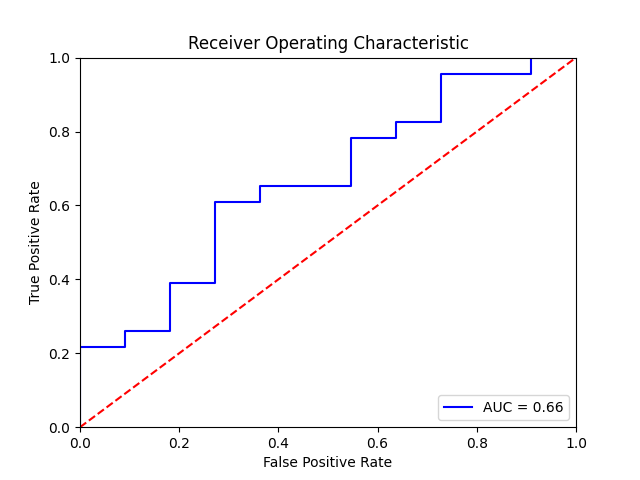 Receiver Operating Characteristic
True Positive Rate
1.0
0.8
0.6
0.4
0.2
0.0
AUC = 0.66
0.0 0.2 0.4 0.6 0.8 1.0
False Positive Rate